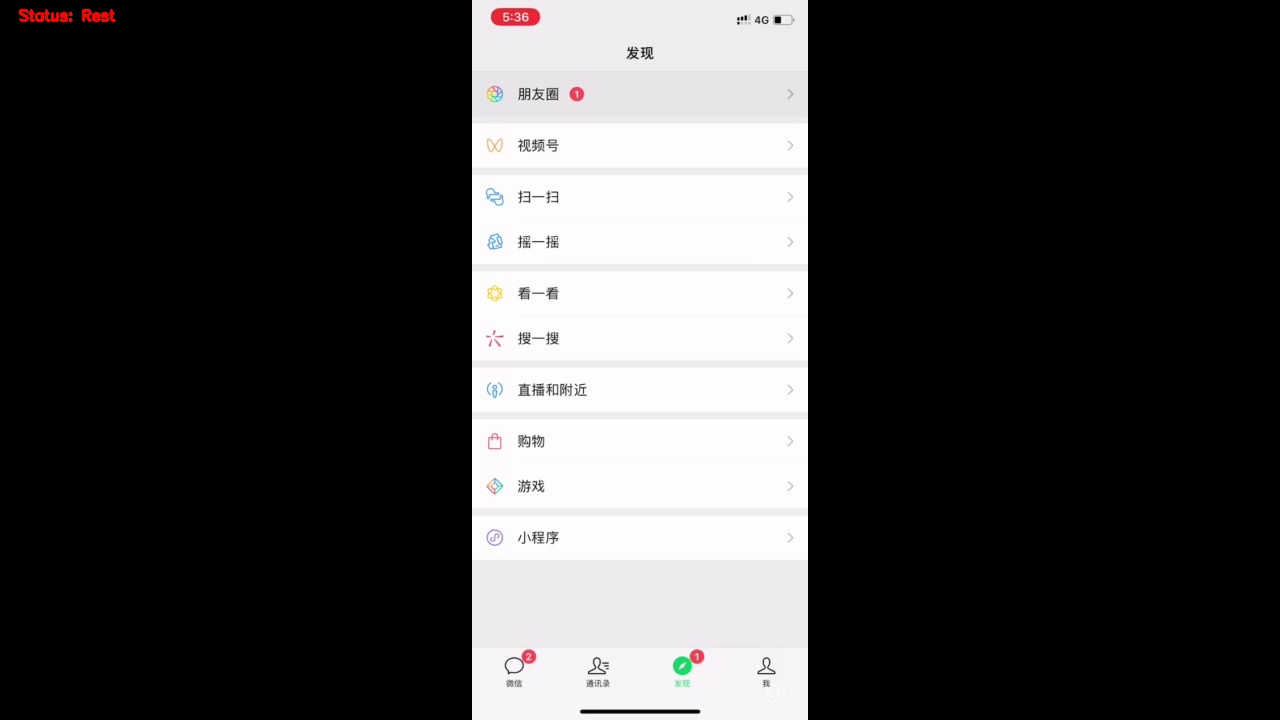 Status: Rest
5:36
4G
发现
朋友圈 1
视频号
扫一扫
摇一摇
看一看
搜一搜
直播和附近
购物
游戏
小程序
2 1
微信 通讯录 发现 我